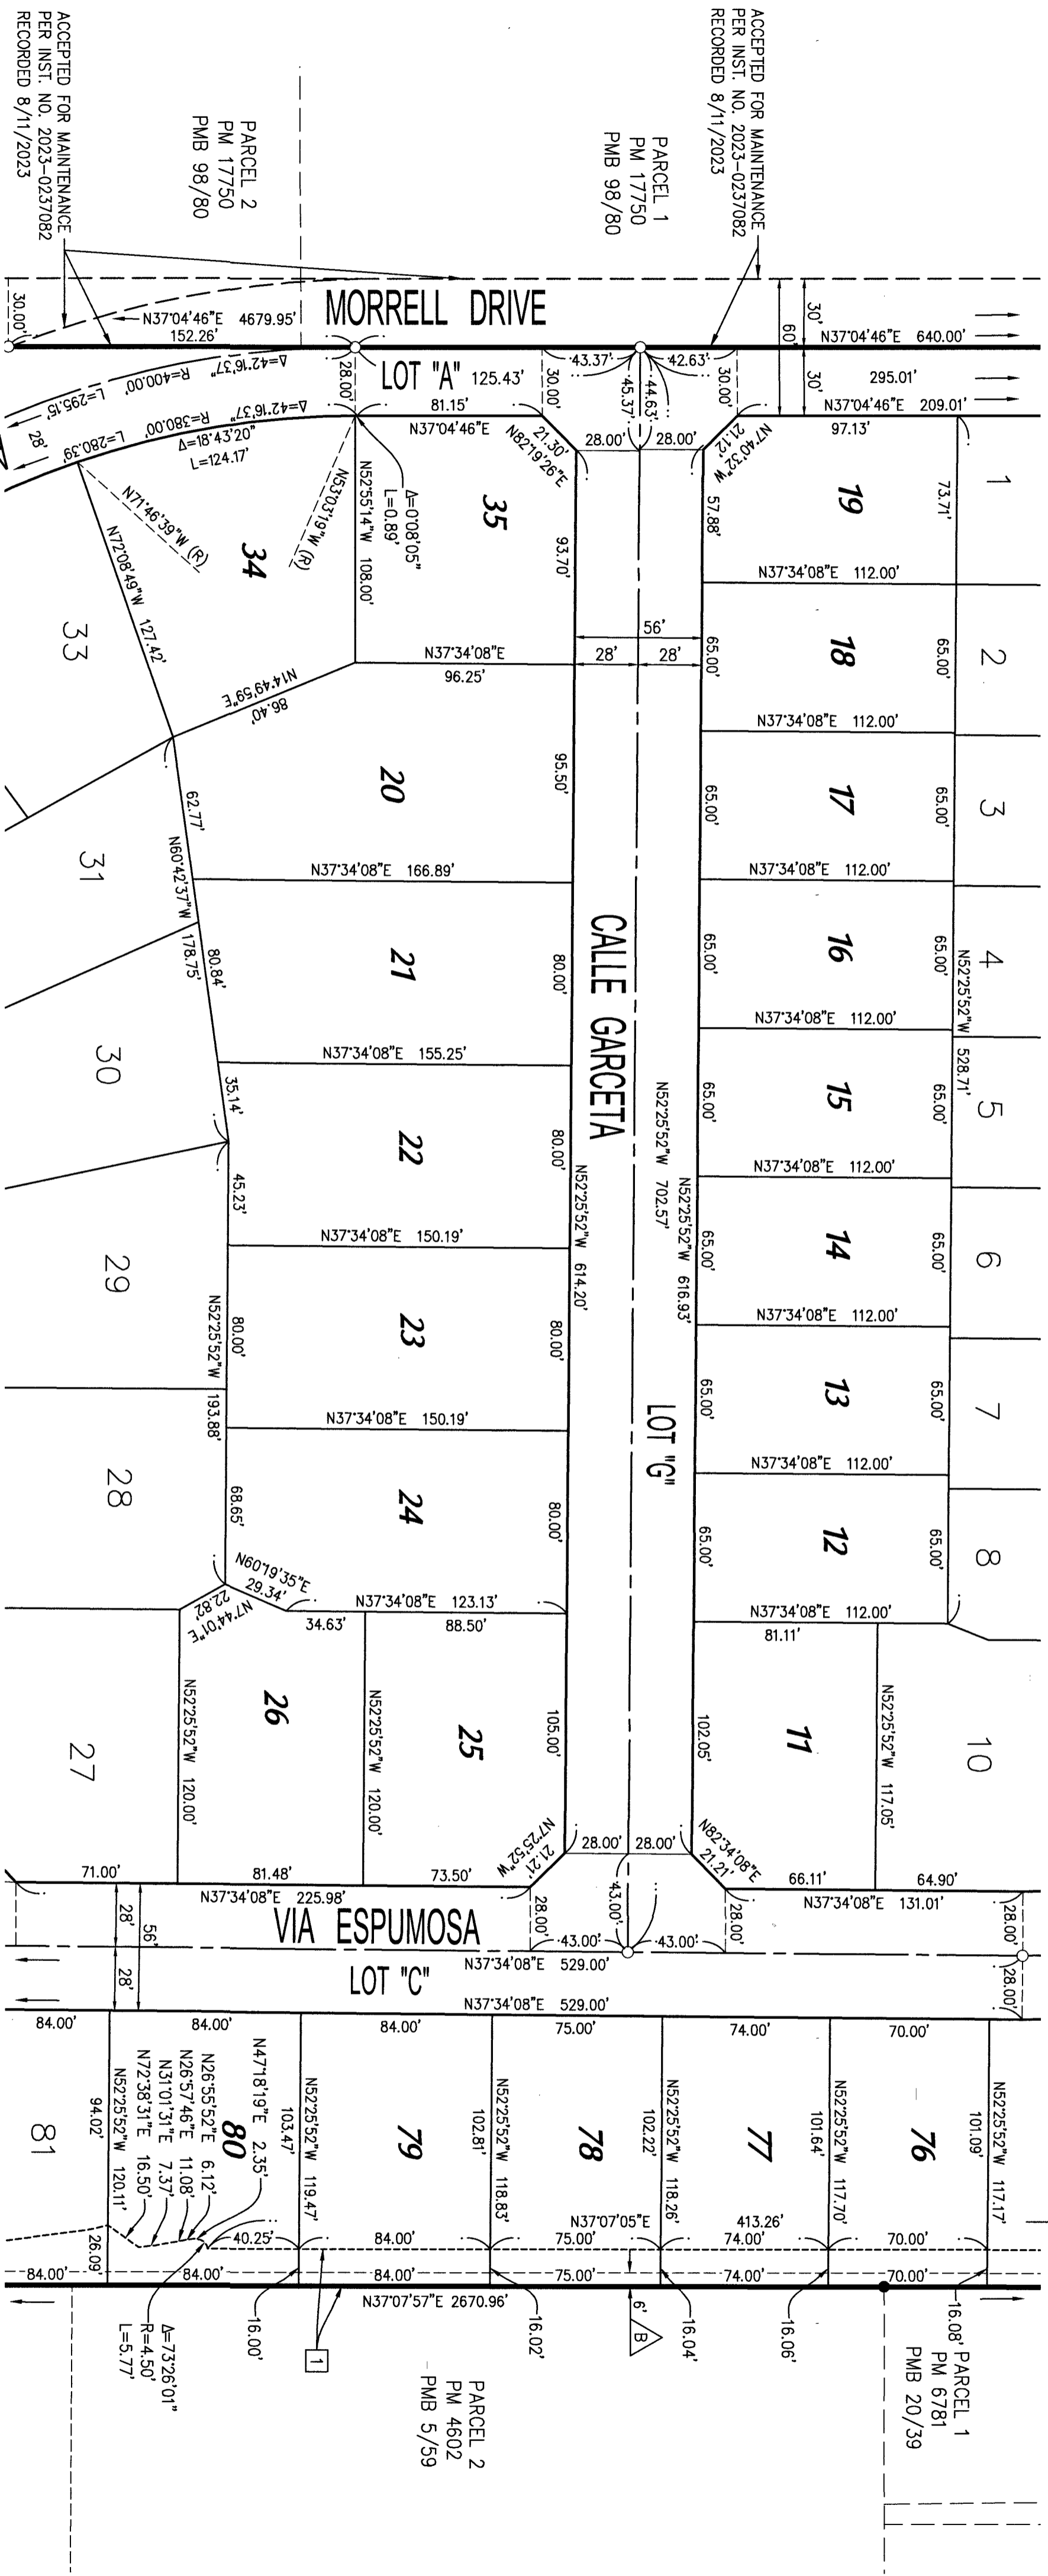 ACCEPTED FOR MAINTENANCE
PER INST. NO. 2023-0237082
RECORDED 8/11/2023
ACCEPTED FOR MAINTENANCE
PER INST. NO. 2023-0237082
RECORDED 8/11/2023
PARCEL 2
PM 17750
PMB 98/80
PARCEL 1
PM 17750
PMB 98/80
MORRELL DRIVE
N37°04'46"E 4679.95'
152.26'
30.00'
30'
60'
30'
N37°04'46"E 640.00'
295.01'
N37°04'46"E 209.01'
97.13'
LOT "A"
125.43'
43.37'
42.63'
45.37'
44.63'
30.00'
30.00'
28.00'
81.15'
N37°04'46"E
21.30'
N82°19'26"E
28.00'
28.00'
21.12'
N7°40'32"W
Δ=42°16'37"
R=400.00'
L=295.15'
28'
Δ=42°16'37"
R=380.00'
L=280.39'
Δ=18°43'20"
L=124.17'
Δ=0°08'05"
L=0.89'
N53°03'19"W (R)
N71°46'39"W (R)
N72°08'49"W 127.42'
N52°55'14"W 108.00'
34
35
33
93.70'
57.88'
19
73.71'
1
N37°34'08"E 112.00'
56'
28'
28'
N37°34'08"E
96.25'
N14°49'59"E
86.40'
65.00'
18
65.00'
2
N37°34'08"E 112.00'
20
95.50'
65.00'
17
65.00'
3
N37°34'08"E 112.00'
62.77'
N60°42'37"W 178.75'
31
N37°34'08"E 166.89'
80.84'
21
80.00'
CALLE GARCETA
65.00'
16
65.00'
4
N52°25'52"W 528.71'
N37°34'08"E 112.00'
30
N37°34'08"E 155.25'
35.14'
22
80.00'
N52°25'52"W 702.57'
65.00'
15
65.00'
5
N37°34'08"E 112.00'
45.23'
N37°34'08"E 150.19'
N52°25'52"W 614.20'
N52°25'52"W 616.93'
65.00'
14
65.00'
6
N37°34'08"E 112.00'
29
N52°25'52"W 193.88'
80.00'
23
80.00'
LOT "G"
65.00'
13
65.00'
7
N37°34'08"E 112.00'
N37°34'08"E 150.19'
28
68.65'
24
80.00'
65.00'
12
65.00'
8
N37°34'08"E 112.00'
N60°19'35"E
29.34'
N7°44'01"E
22.82'
N37°34'08"E 123.13'
34.63'
88.50'
81.11'
27
N52°25'52"W 120.00'
26
N52°25'52"W 120.00'
25
105.00'
102.05'
11
N52°25'52"W 117.05'
10
N7°25'52"W
21.21'
28.00'
28.00'
N82°34'08"E
21.21'
71.00'
81.48'
73.50'
66.11'
64.90'
N37°34'08"E 225.98'
N37°34'08"E 131.01'
28'
56'
28'
VIA ESPUMOSA
28.00'
43.00'
43.00'
43.00'
28.00'
28.00'
28.00'
N37°34'08"E 529.00'
LOT "C"
N37°34'08"E 529.00'
84.00'
84.00'
84.00'
75.00'
74.00'
70.00'
81
94.02'
N52°25'52"W 120.11'
26.09'
N72°38'31"E 16.50'
N31°01'31"E 7.37'
N26°57'46"E 11.08'
N26°55'52"E 6.12'
N47°18'19"E 2.35'
80
N52°25'52"W 119.47'
103.47'
79
N52°25'52"W 118.83'
102.81'
78
N52°25'52"W 118.26'
102.22'
77
N52°25'52"W 117.70'
101.64'
76
N52°25'52"W 117.17'
101.09'
N37°07'05"E 413.26'
40.25'
84.00'
75.00'
74.00'
70.00'
84.00'
84.00'
84.00'
75.00'
74.00'
70.00'
N37°07'57"E 2670.96'
Δ=73°26'01"
R=4.50'
L=5.77'
16.00'
1
16.02'
6'
B
16.04'
16.06'
16.08'
PARCEL 2
PM 4602
PMB 5/59
PARCEL 1
PM 6781
PMB 20/39